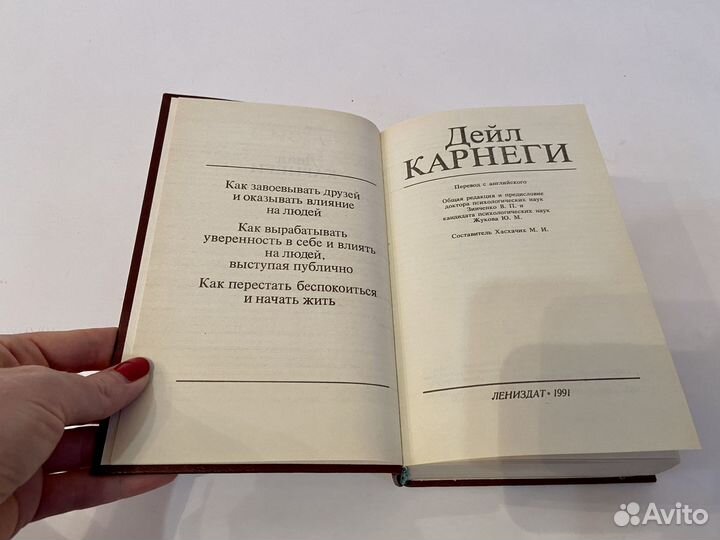 Как завоевывать друзей
и оказывать влияние
на людей
Как вырабатывать
уверенность в себе и влиять
на людей,
выступая публично
Как перестать беспокоиться
и начать жить
Дейл
КАРНЕГИ
Перевод с английского
Общая редакция и предисловие
доктора психологических наук
Зинченко В. П. и
кандидата психологических наук
Жукова Ю. М.
Составитель Хасхачих М. И.
ЛЕНИЗДАТ • 1991
Avito